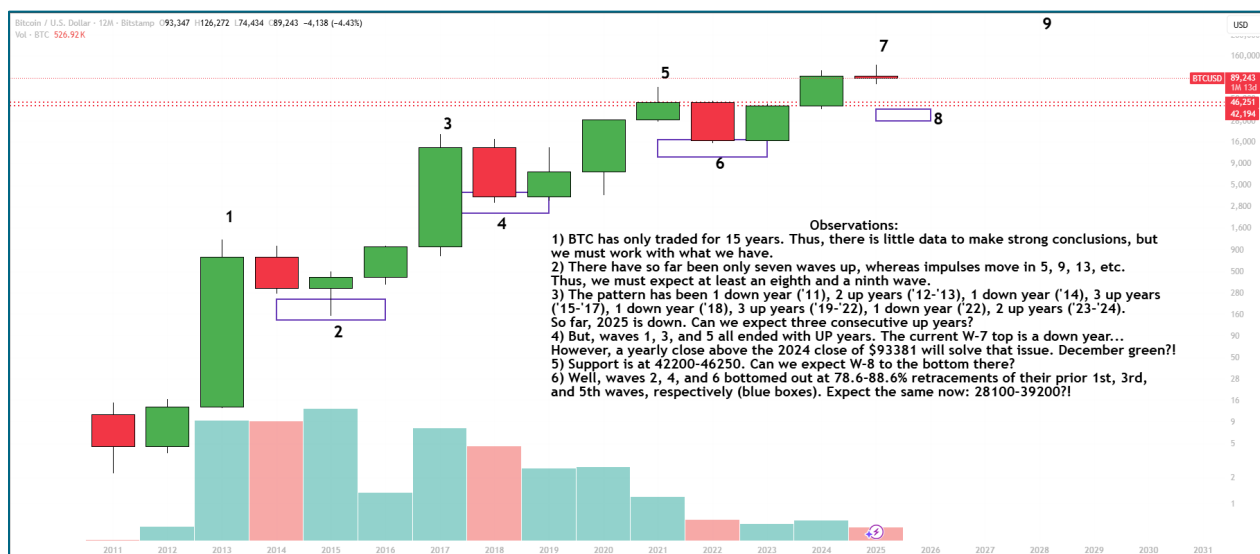 Bitcoin / U.S. Dollar · 12M · Bitstamp O93,347 H126,272 L74,434 C89,243 −4,138 (−4.43%)
Vol · BTC 526.92K
USD
9
7
5
3
1
8
6
4
2
160,000
BTCUSD 89,243
1M 13d
46,251
42,194
16,000
9,000
5,000
2,800
1,600
900
500
280
160
90
50
28
16
9
5
2
1
Observations:
1) BTC has only traded for 15 years. Thus, there is little data to make strong conclusions, but
we must work with what we have.
2) There have so far been only seven waves up, whereas impulses move in 5, 9, 13, etc.
Thus, we must expect at least an eighth and a ninth wave.
3) The pattern has been 1 down year ('11), 2 up years ('12-'13), 1 down year ('14), 3 up years
('15-'17), 1 down year ('18), 3 up years ('19-'22), 1 down year ('22), 2 up years ('23-'24).
So far, 2025 is down. Can we expect three consecutive up years?
4) But, waves 1, 3, and 5 all ended with UP years. The current W-7 top is a down year...
However, a yearly close above the 2024 close of $93381 will solve that issue. December green?!
5) Support is at 42200-46250. Can we expect W-8 to the bottom there?
6) Well, waves 2, 4, and 6 bottomed out at 78.6-88.6% retracements of their prior 1st, 3rd,
and 5th waves, respectively (blue boxes). Expect the same now: 28100-39200?!
2011 2012 2013 2014 2015 2016 2017 2018 2019 2020 2021 2022 2023 2024 2025 2026 2027 2028 2029 2030 2031